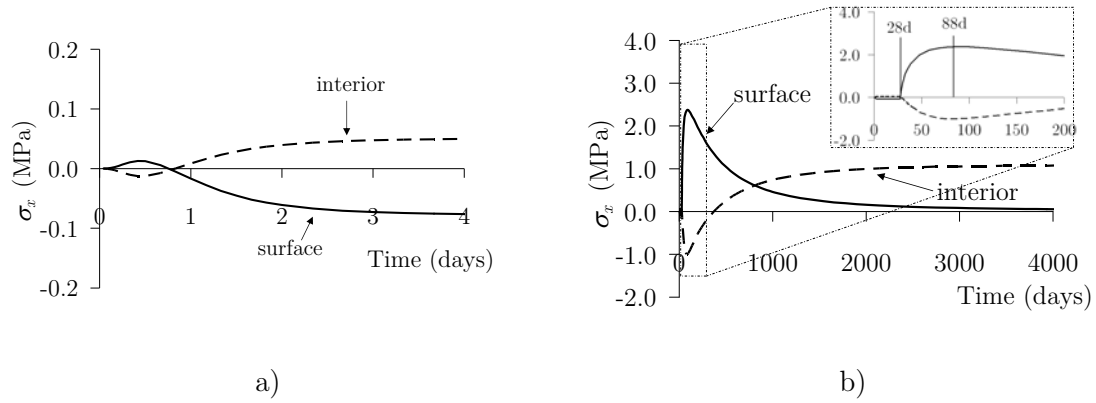 0.2
0.1
0.0
-0.1
-0.2
σx (MPa)
0 1 2 3 4
interior
surface
Time (days)
a)
4.0
3.0
2.0
1.0
0.0
-1.0
-2.0
σx (MPa)
0 1000 2000 3000 4000
surface
interior
Time (days)
4.0
2.0
0.0
-2.0
28d 88d
0 50 100 150 200
b)